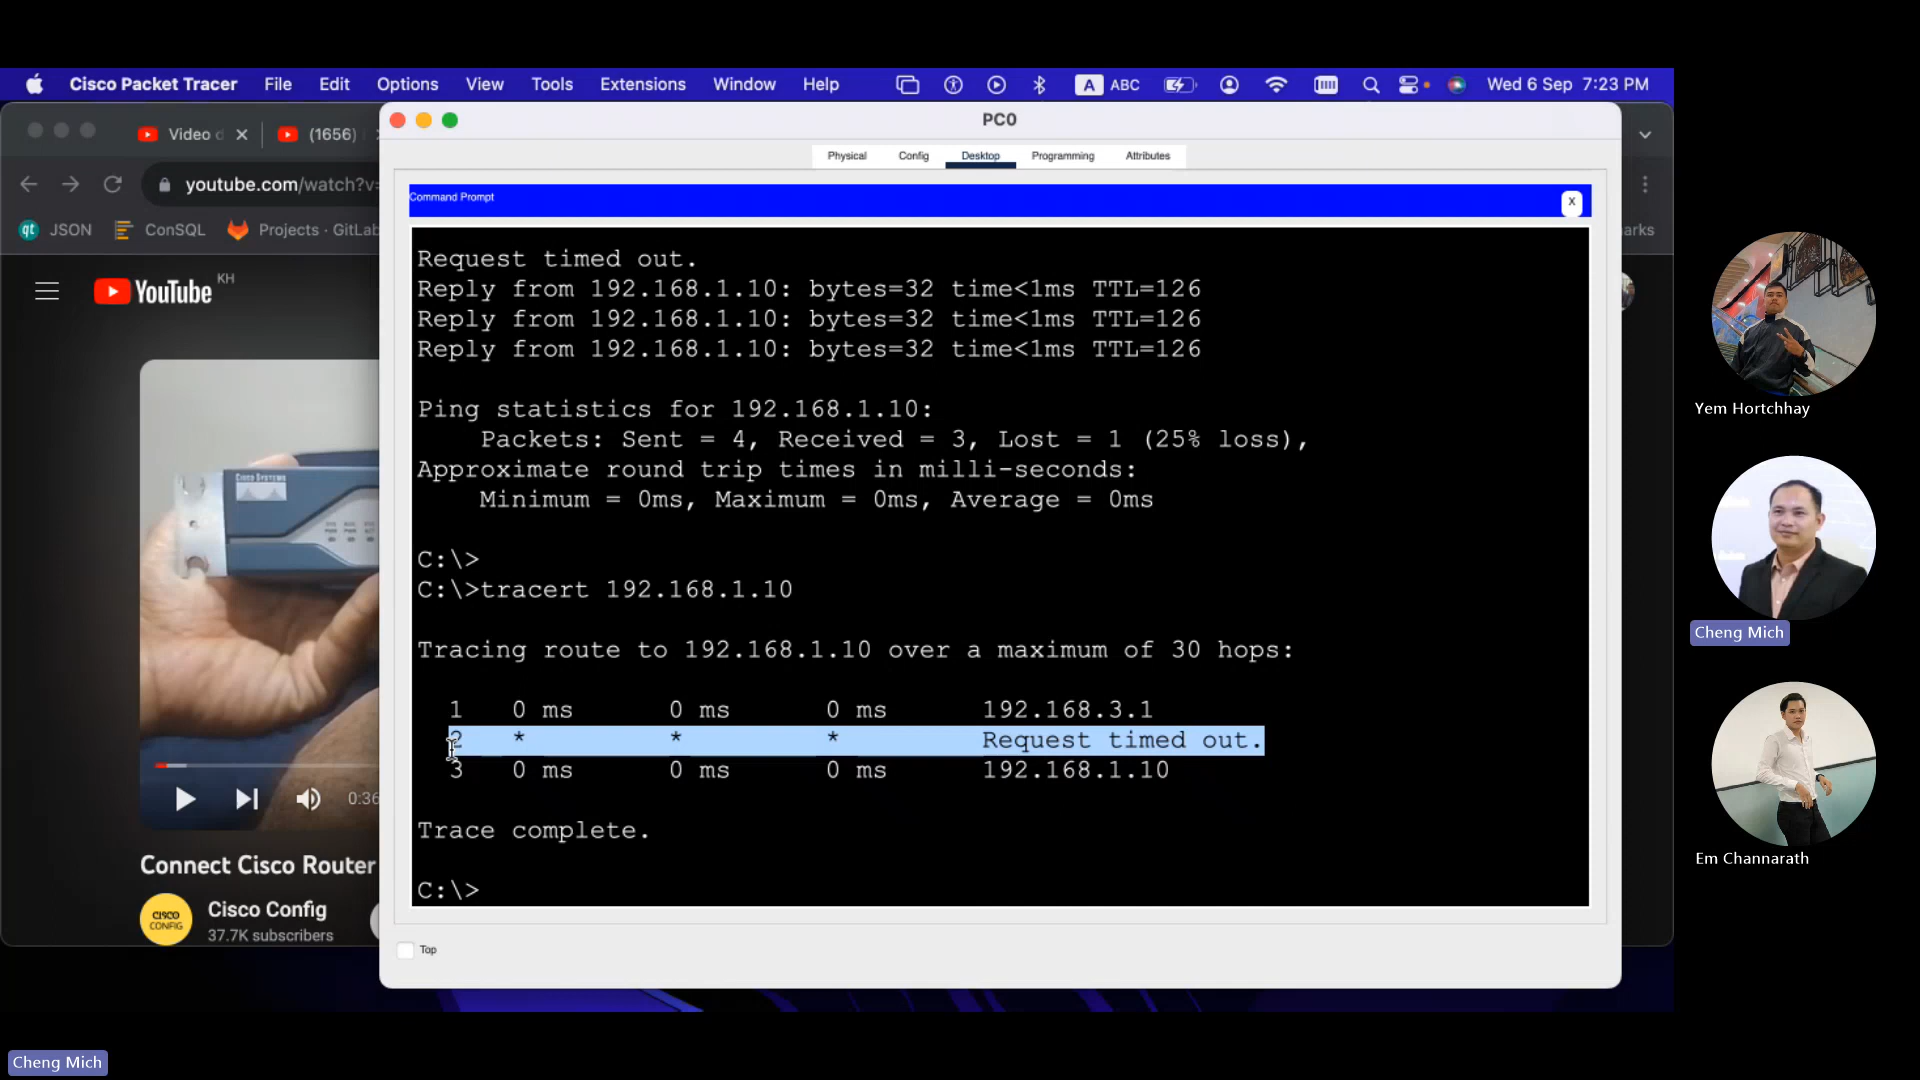 Cisco Packet Tracer File Edit Options View Tools Extensions Window Help A ABC Wed 6 Sep 7:23 PM
Video d (1656)
PC0
Physical Config Desktop Programming Attributes
youtube.com/watch?v=
Command Prompt X
qt JSON ConSQL Projects · GitLab arks
YouTube KH
Request timed out.
Reply from 192.168.1.10: bytes=32 time<1ms TTL=126
Reply from 192.168.1.10: bytes=32 time<1ms TTL=126
Reply from 192.168.1.10: bytes=32 time<1ms TTL=126
Ping statistics for 192.168.1.10:
Packets: Sent = 4, Received = 3, Lost = 1 (25% loss),
Approximate round trip times in milli-seconds:
Minimum = 0ms, Maximum = 0ms, Average = 0ms
C:\>
C:\>tracert 192.168.1.10
Tracing route to 192.168.1.10 over a maximum of 30 hops:
1 0 ms 0 ms 0 ms 192.168.3.1
2 * * * Request timed out.
3 0 ms 0 ms 0 ms 192.168.1.10
Trace complete.
C:\>
Top
CISCO SYSTEMS
0:36
Connect Cisco Router
CISCO
CONFIG
Cisco Config
37.7K subscribers
Yem Hortchhay
Cheng Mich
Em Channarath
Cheng Mich